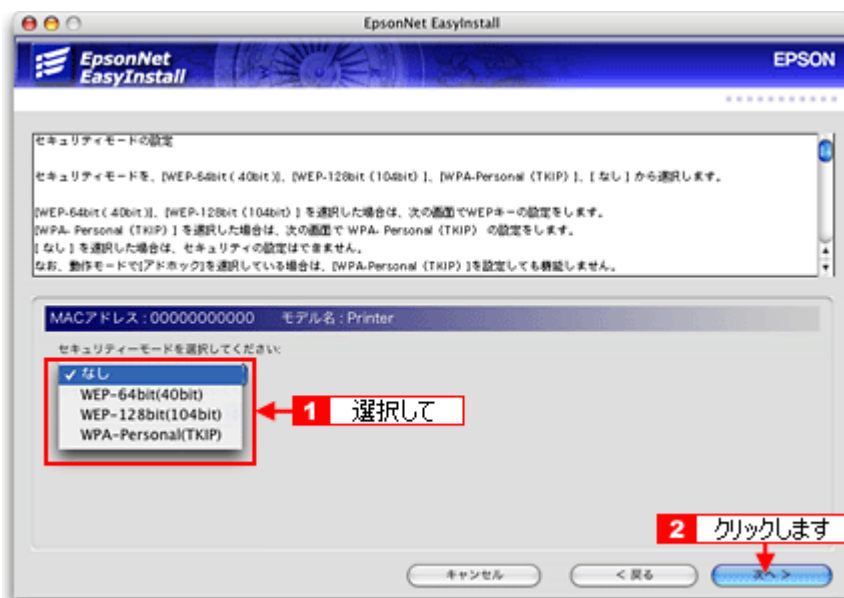 EpsonNet EasyInstall
EpsonNet
EasyInstall
EPSON
セキュリティモードの設定
セキュリティモードを、[WEP-64bit ( 40bit )]、[WEP-128bit (104bit) ]、[WPA-Personal (TKIP) ]、[ なし ] から選択します。
[WEP-64bit ( 40bit )]、[WEP-128bit (104bit) ] を選択した場合は、次の画面でWEPキーの設定をします。
[WPA- Personal (TKIP) ] を選択した場合は、次の画面で WPA- Personal (TKIP) の設定をします。
[ なし ] を選択した場合は、セキュリティの設定はできません。
なお、動作モードで[アドホック]を選択している場合は、[WPA-Personal (TKIP) ]を設定しても機能しません。
MACアドレス : 00000000000 モデル名 : Printer
セキュリティーモードを選択してください:
✓ なし
WEP-64bit(40bit)
WEP-128bit(104bit)
WPA-Personal(TKIP)
1 選択して
2 クリックします
キャンセル
< 戻る
次へ >